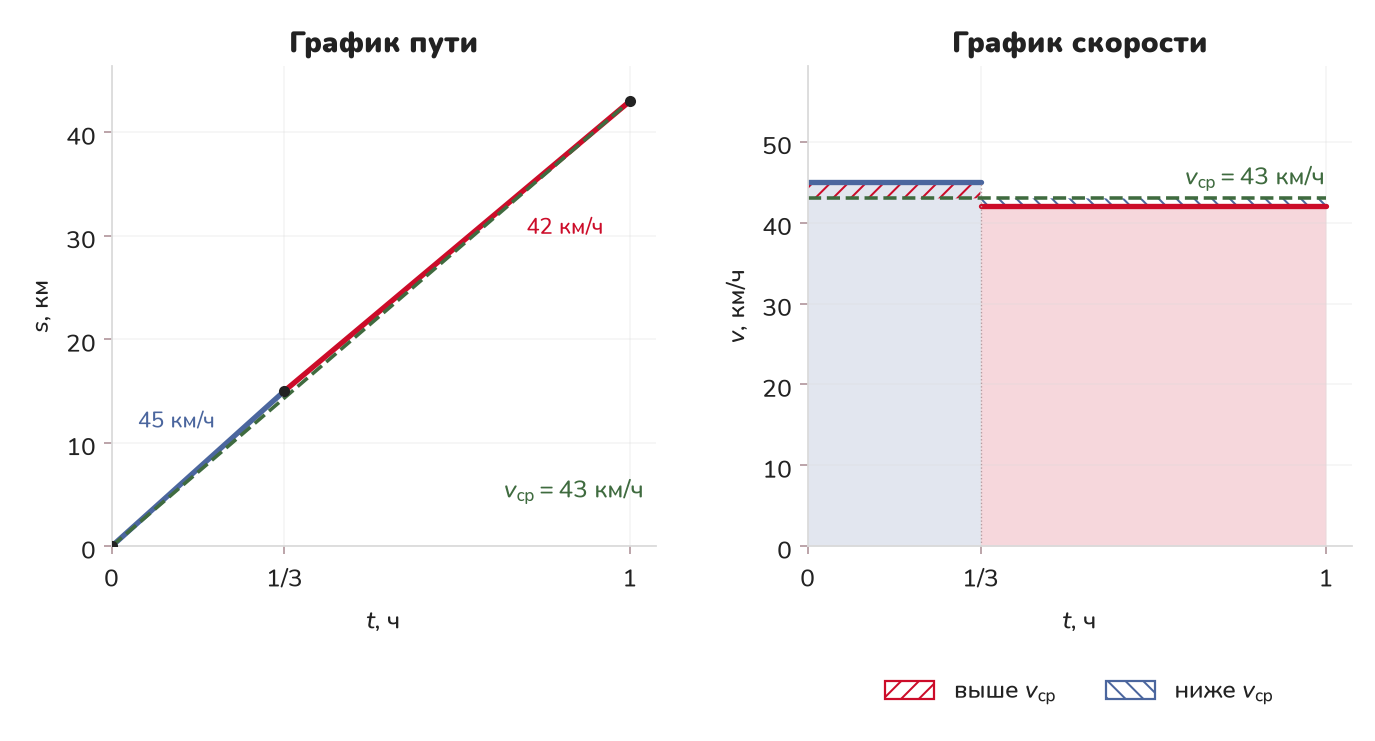 График пути
s, км
40
30
20
10
0
45 км/ч
42 км/ч
vср = 43 км/ч
0
1/3
1
t, ч
График скорости
v, км/ч
50
40
30
20
10
0
vср = 43 км/ч
0
1/3
1
t, ч
выше vср
ниже vср